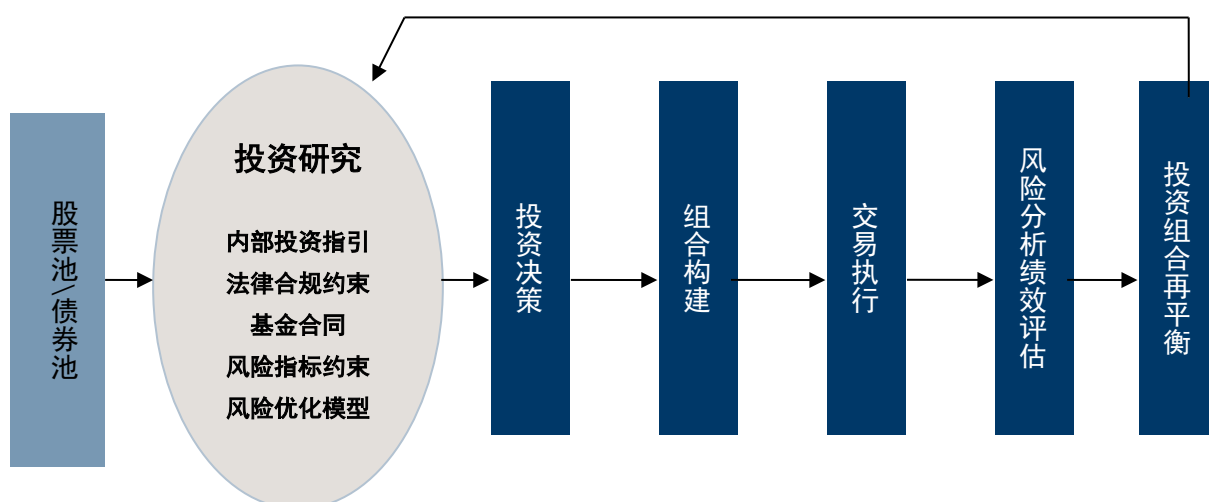 股票池\债券池
投资研究
内部投资指引
法律合规约束
基金合同
风险指标约束
风险优化模型
投资决策
组合构建
交易执行
风险分析绩效评估
投资组合再平衡